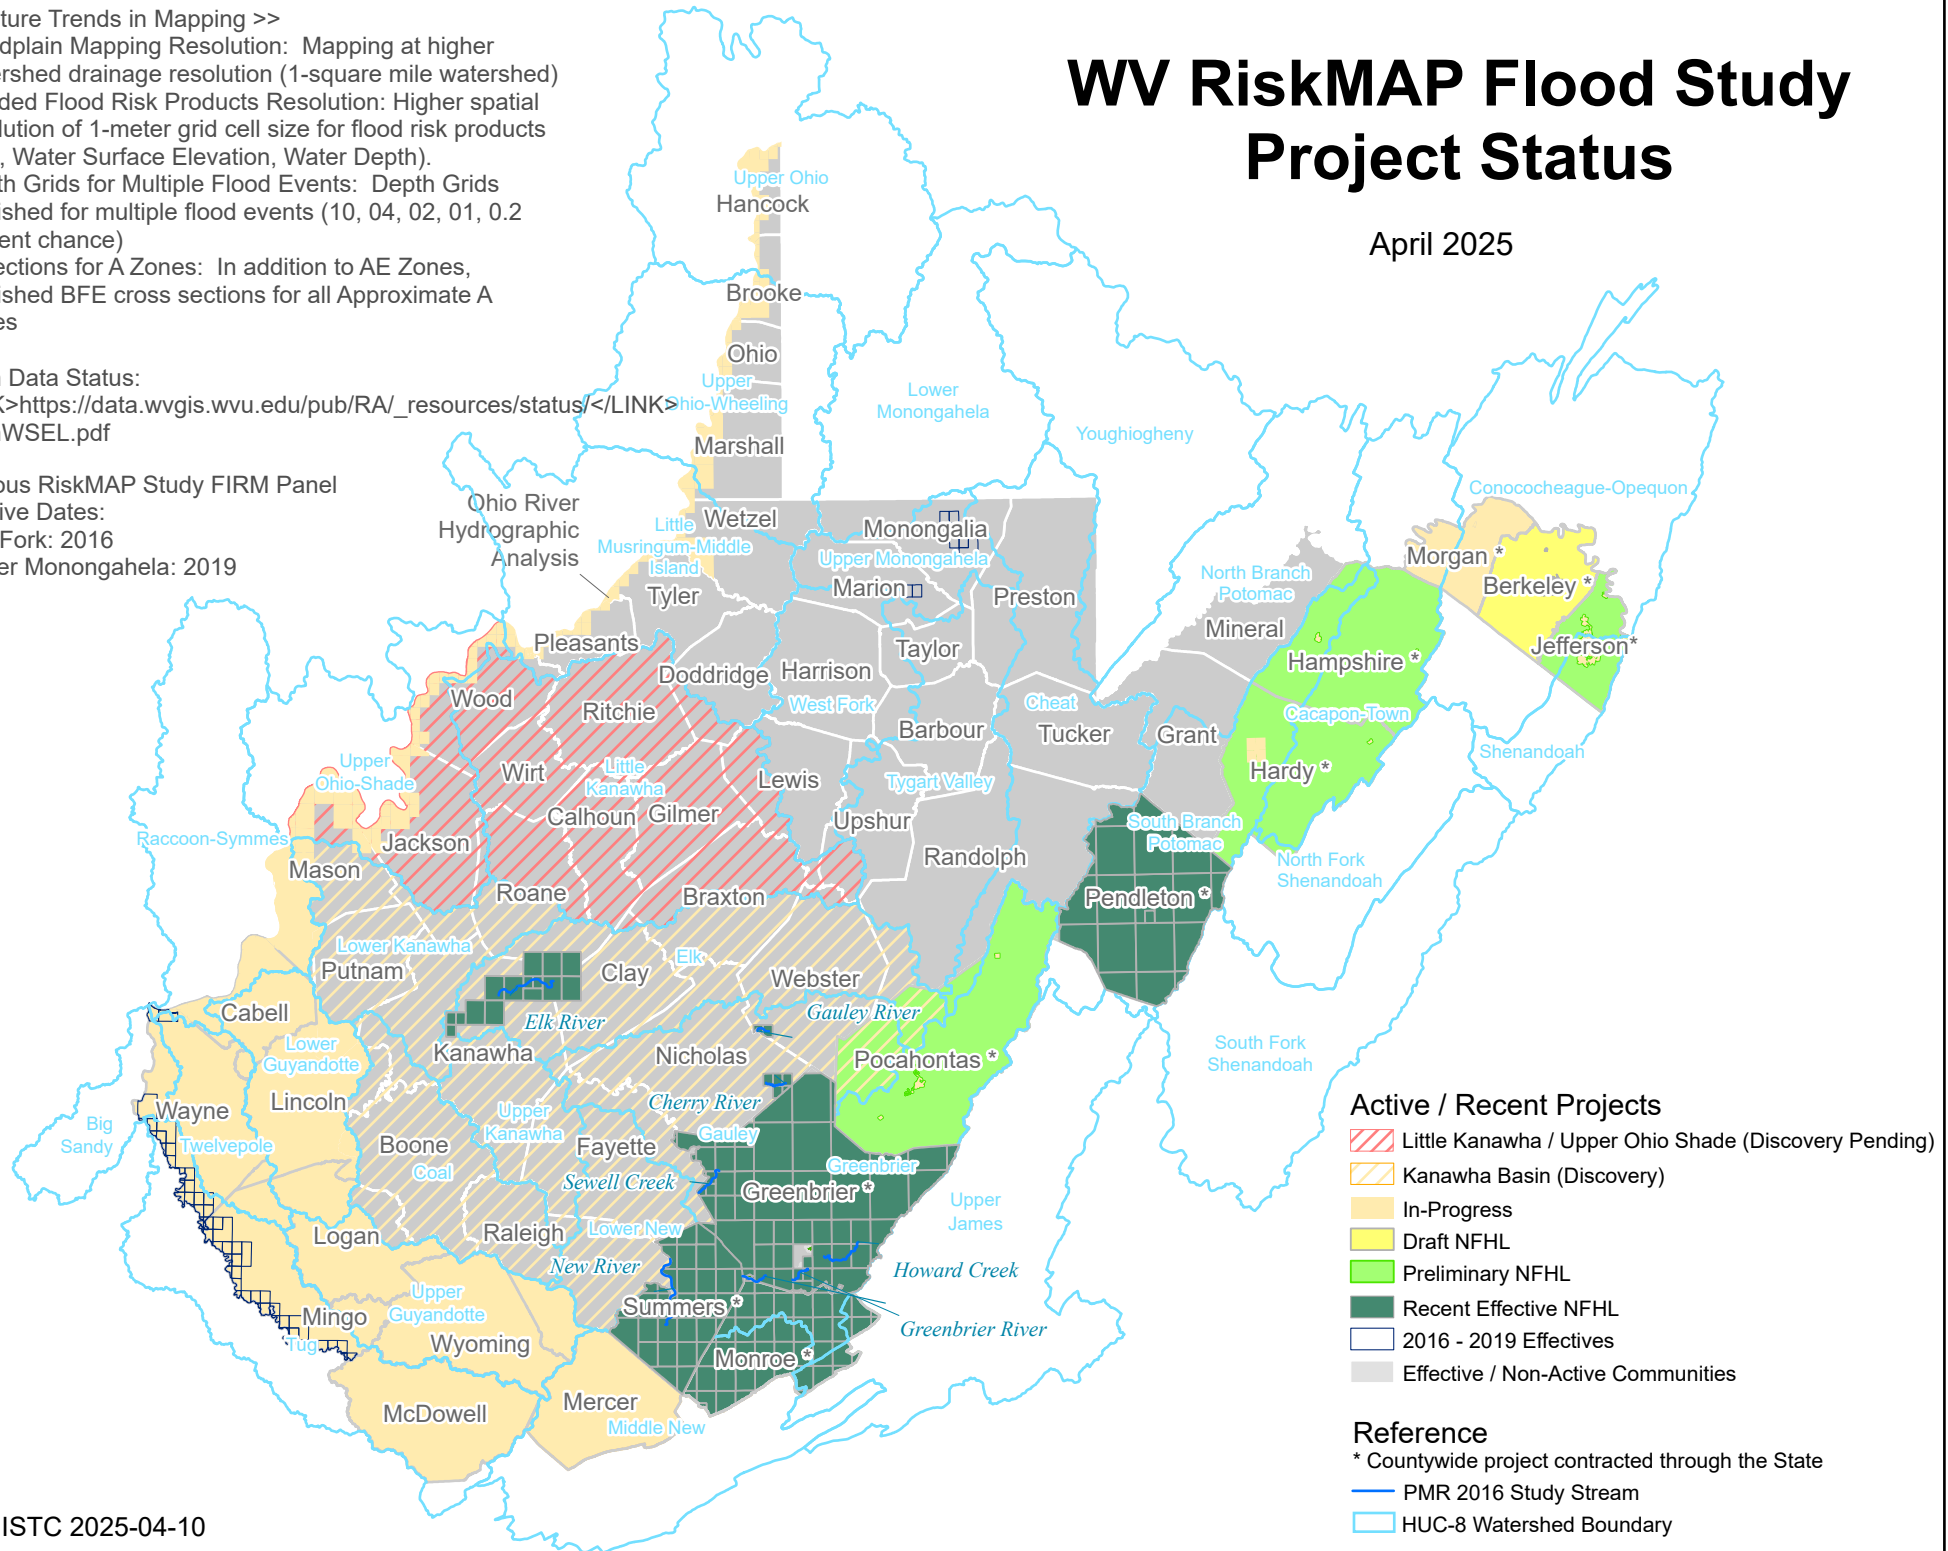 ture Trends in Mapping >>
dplain Mapping Resolution: Mapping at higher
ershed drainage resolution (1-square mile watershed)
ded Flood Risk Products Resolution: Higher spatial
lution of 1-meter grid cell size for flood risk products
, Water Surface Elevation, Water Depth).
th Grids for Multiple Flood Events: Depth Grids
ished for multiple flood events (10, 04, 02, 01, 0.2
ent chance)
ections for A Zones: In addition to AE Zones,
ished BFE cross sections for all Approximate A
es
Data Status:
K>https://data.wvgis.wvu.edu/pub/RA/_resources/status/</LINK>
WSEL.pdf
ous RiskMAP Study FIRM Panel
ive Dates:
Fork: 2016
er Monongahela: 2019
WV RiskMAP Flood Study
Project Status
April 2025
Upper Ohio
Hancock
Brooke
Ohio
Upper
Ohio-Wheeling
Marshall
Lower
Monongahela
Youghiogheny
Conococheague-Opequon
Ohio River
Hydrographic
Analysis
Little
Musringum-Middle
Island
Wetzel
Monongalia
Upper Monongahela
Marion
Tyler
Preston
North Branch
Potomac
Mineral
Morgan *
Berkeley *
Jefferson*
Pleasants
Doddridge
Harrison
Taylor
Hampshire *
Wood
Ritchie
West Fork
Barbour
Cheat
Tucker
Grant
Cacapon-Town
Shenandoah
Hardy *
Upper
Ohio-Shade
Wirt
Little
Kanawha
Lewis
Tygart Valley
Calhoun
Gilmer
Upshur
South Branch
Potomac
Raccoon-Symmes
Jackson
Mason
Randolph
North Fork
Shenandoah
Roane
Braxton
Pendleton *
Lower Kanawha
Putnam
Clay
Elk
Webster
Cabell
Elk River
Gauley River
Lower
Guyandotte
Kanawha
Nicholas
Pocahontas *
South Fork
Shenandoah
Big
Sandy
Wayne
Lincoln
Cherry River
Twelvepole
Upper
Kanawha
Boone
Coal
Fayette
Gauley
Greenbrier
Sewell Creek
Greenbrier *
Upper
James
Logan
Raleigh
Lower New
New River
Howard Creek
Mingo
Upper
Guyandotte
Summers *
Greenbrier River
Tug
Wyoming
Monroe *
McDowell
Mercer
Middle New
Active / Recent Projects
Little Kanawha / Upper Ohio Shade (Discovery Pending)
Kanawha Basin (Discovery)
In-Progress
Draft NFHL
Preliminary NFHL
Recent Effective NFHL
2016 - 2019 Effectives
Effective / Non-Active Communities
Reference
* Countywide project contracted through the State
PMR 2016 Study Stream
HUC-8 Watershed Boundary
ISTC 2025-04-10